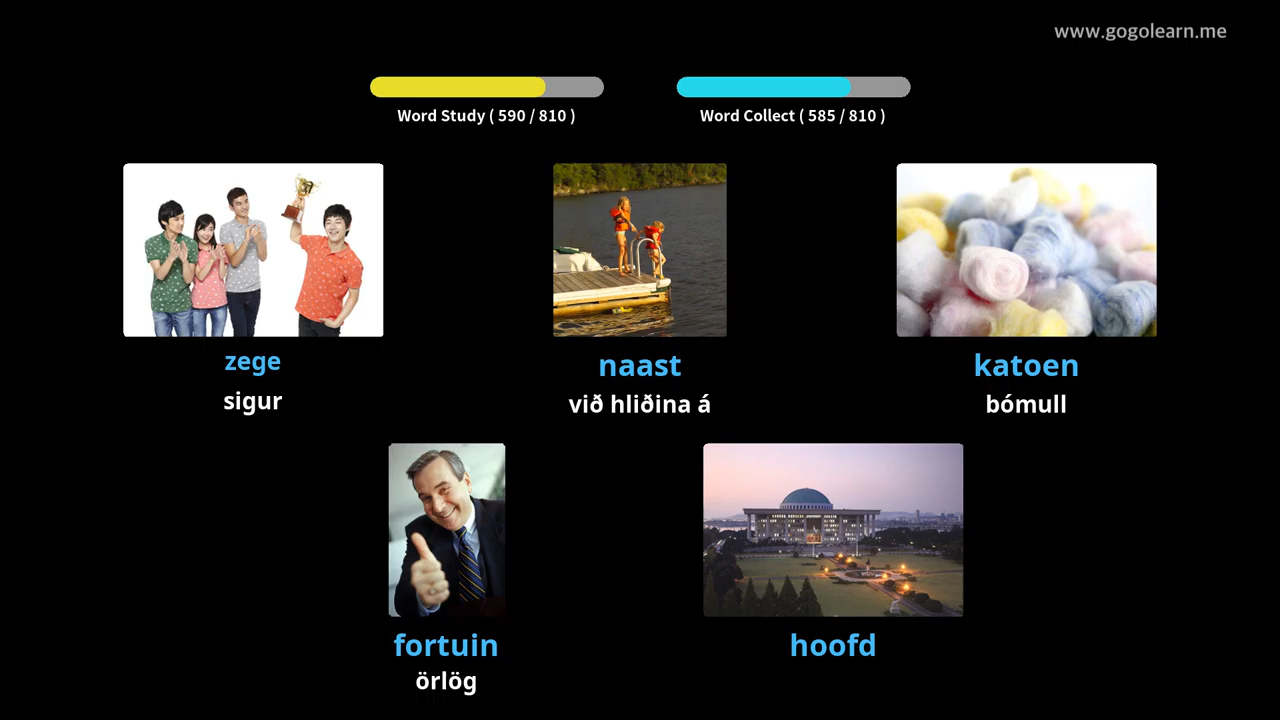 www.gogolearn.me
Word Study ( 590 / 810 )
Word Collect ( 585 / 810 )
zege
sigur
naast
við hliðina á
katoen
bómull
fortuin
örlög
hoofd